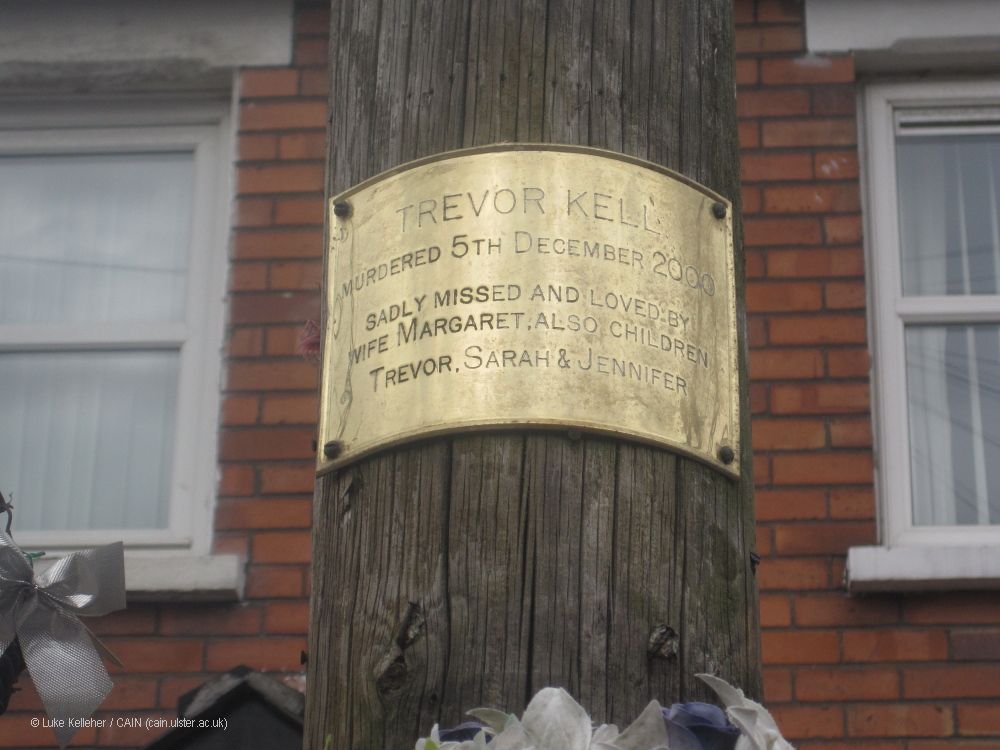 TREVOR KELL.
MURDERED 5TH DECEMBER 2000
SADLY MISSED AND LOVED BY
WIFE MARGARET, ALSO CHILDREN
TREVOR, SARAH & JENNIFER
© Luke Kelleher / CAIN (cain.ulster.ac.uk)